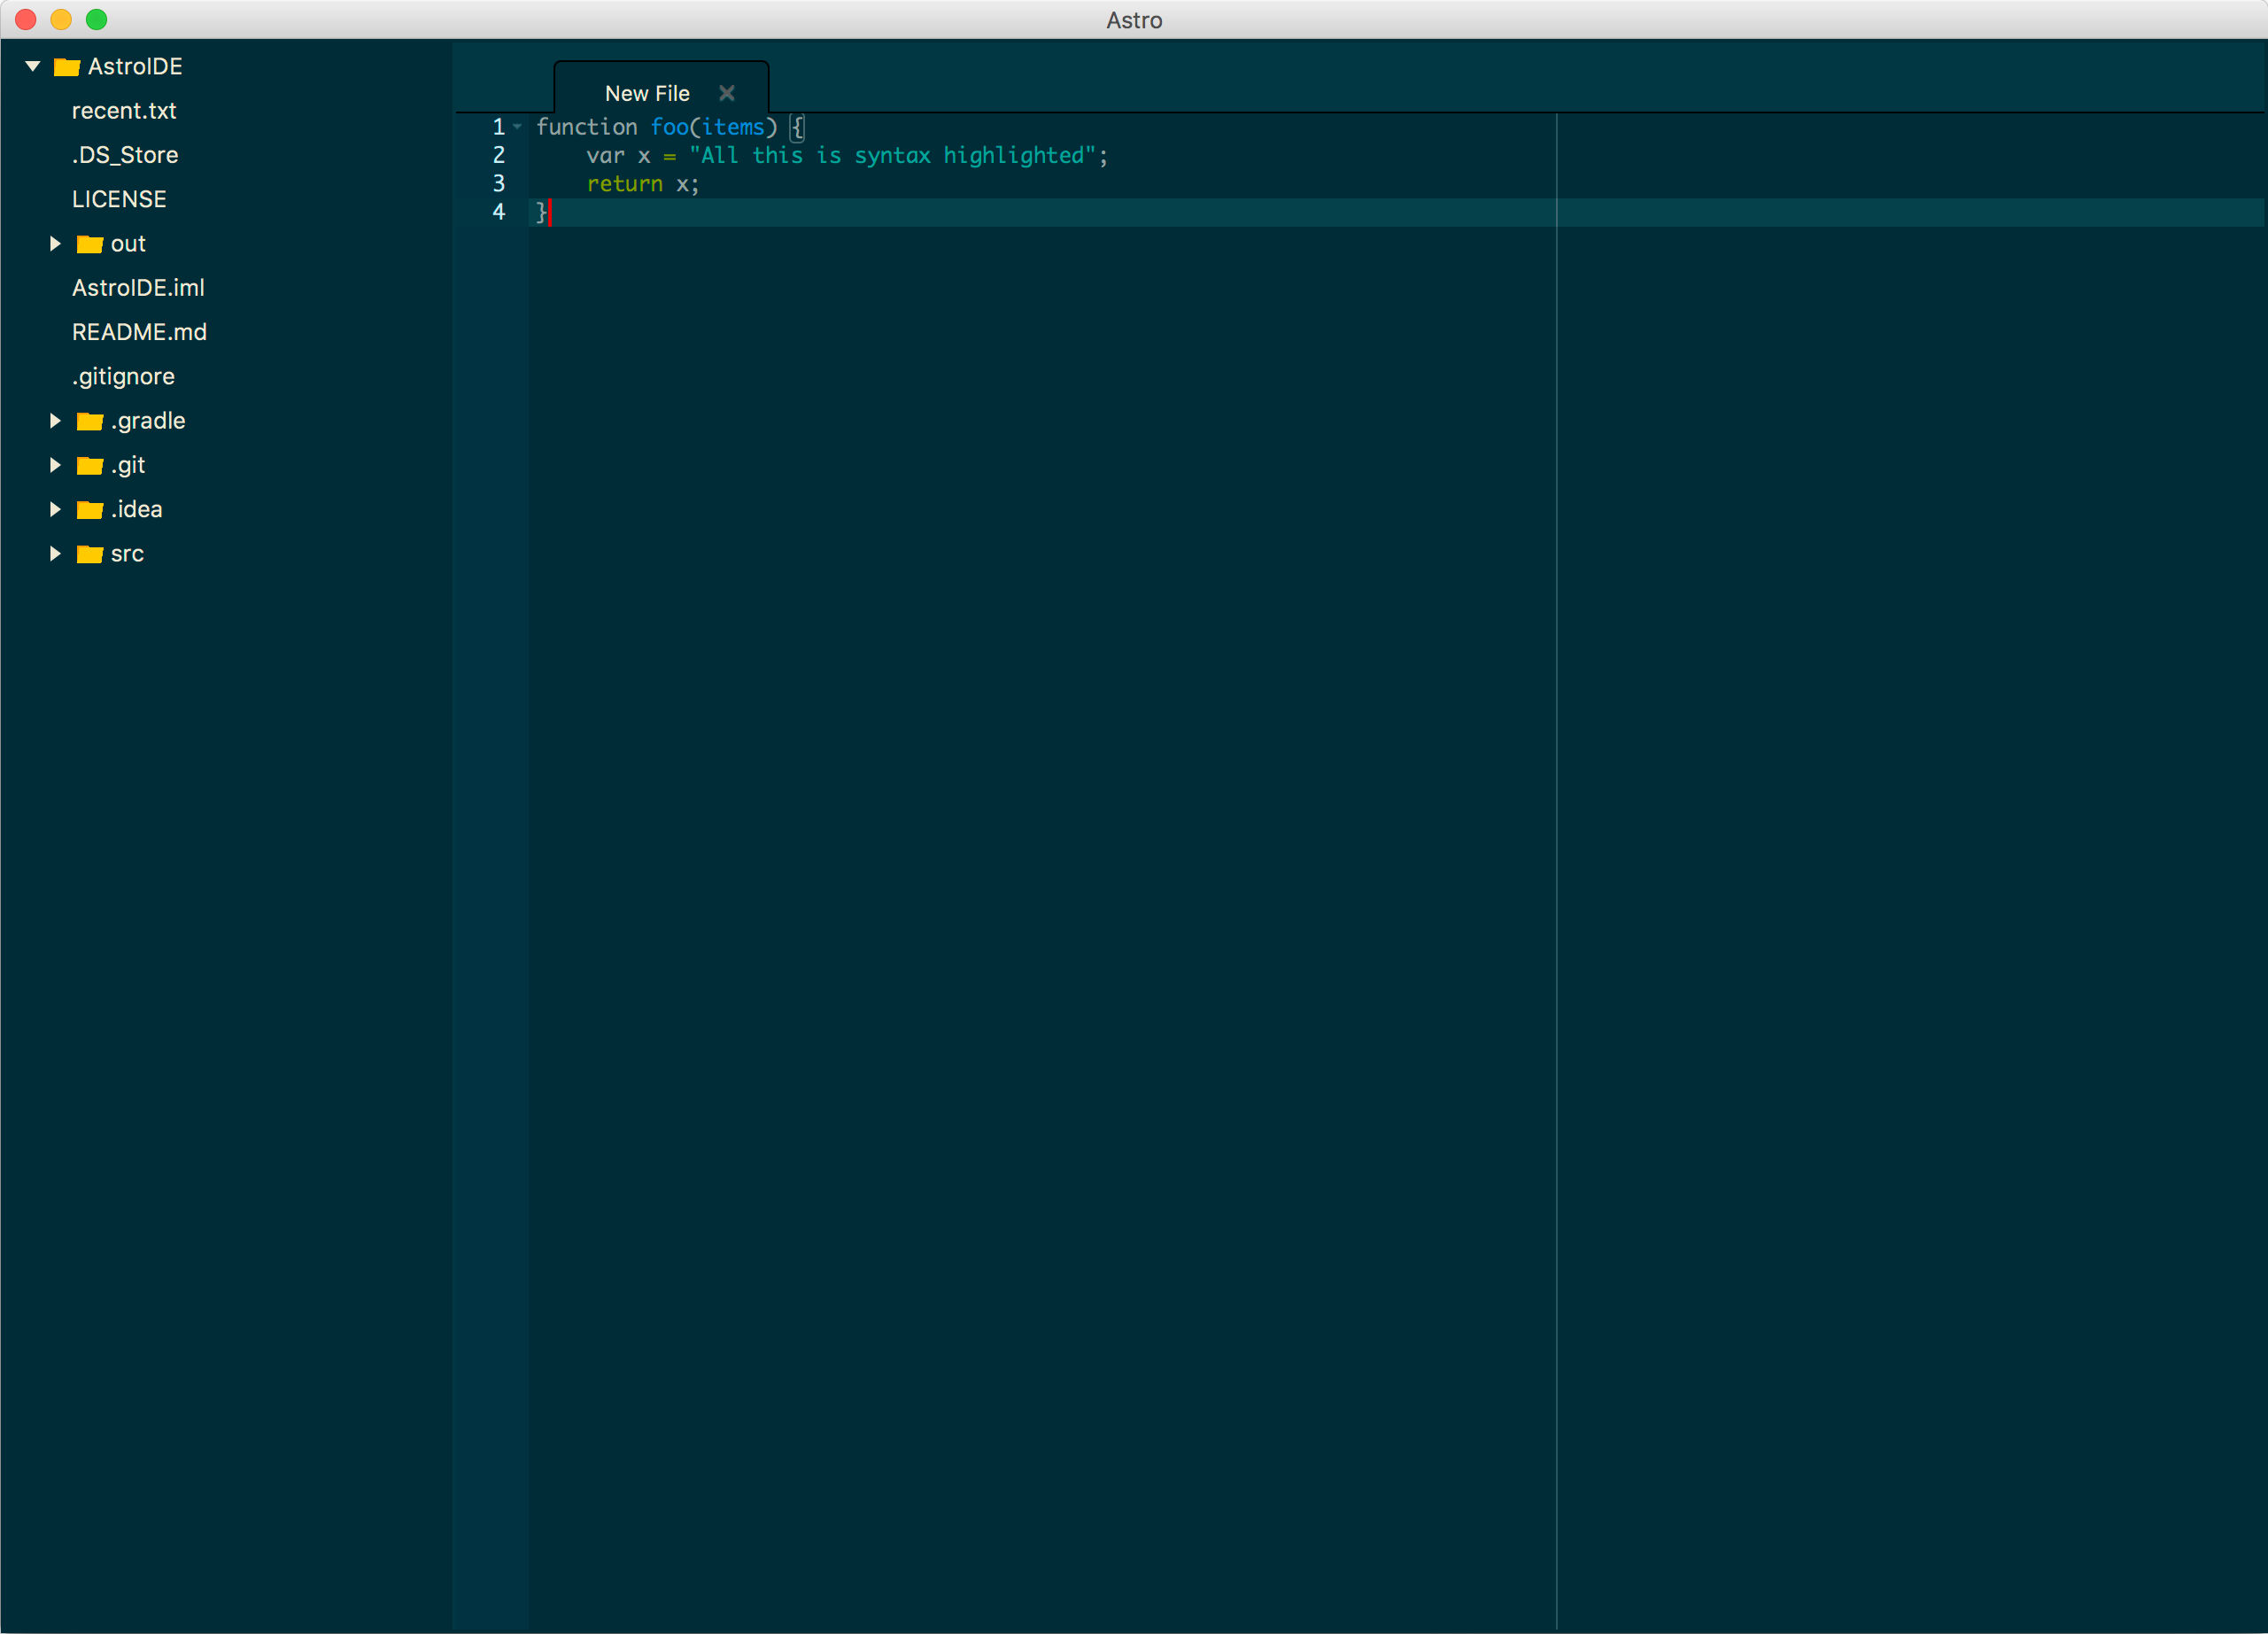 Astro
AstroIDE
recent.txt
.DS_Store
LICENSE
out
AstroIDE.iml
README.md
.gitignore
.gradle
.git
.idea
src
New File
1 function foo(items) {
2     var x = "All this is syntax highlighted";
3     return x;
4 }